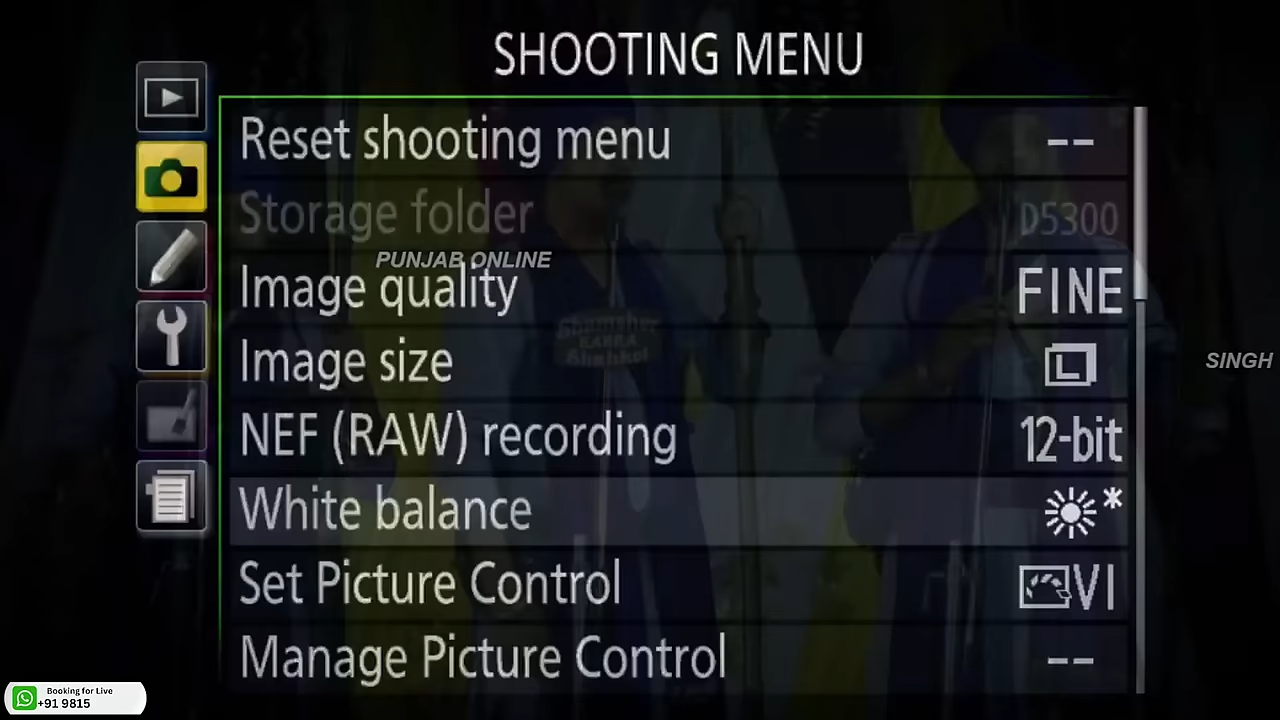 SHOOTING MENU
Reset shooting menu --
Storage folder D5300
PUNJAB ONLINE
Image quality FINE
SINGH
Image size L
NEF (RAW) recording 12-bit
White balance *
Set Picture Control VI
Manage Picture Control --
Booking for Live
+91 9815